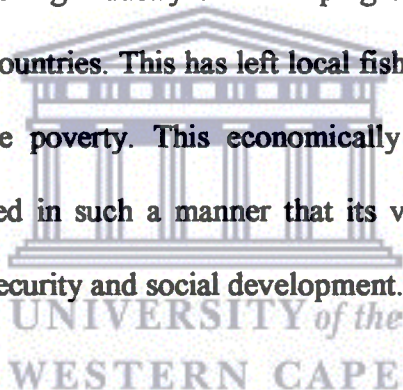 ountries. This has left local fish
e poverty. This economically
ed in such a manner that its v
ecurity and social development.
UNIVERSITY of the
WESTERN CAPE